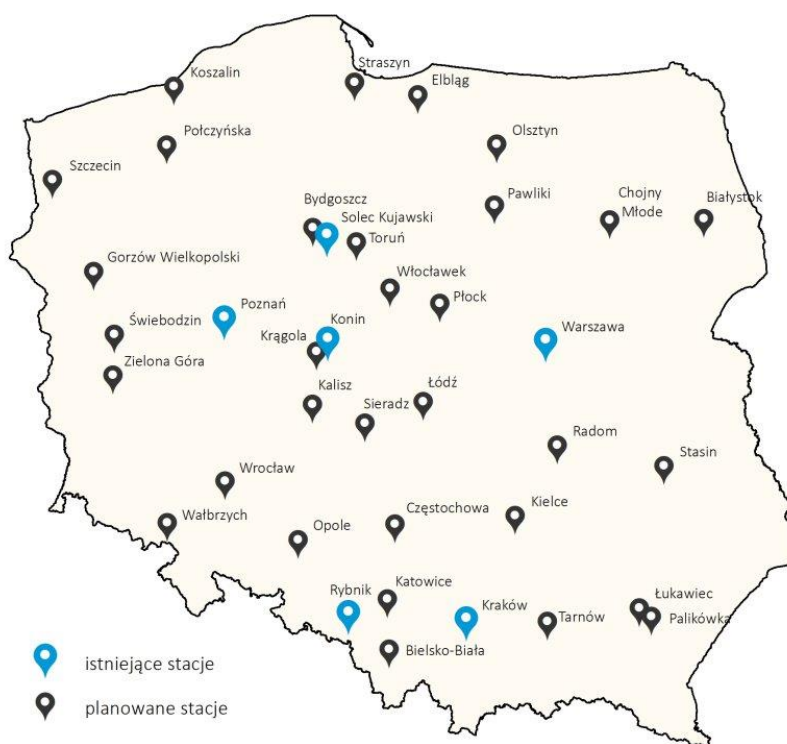 Straszyn
Koszalin
Elbląg
Połczyńska
Olsztyn
Szczecin
Pawliki
Chojny
Młode
Białystok
Bydgoszcz
Solec Kujawski
Toruń
Gorzów Wielkopolski
Włocławek
Płock
Poznań
Świebodzin
Konin
Krągola
Warszawa
Zielona Góra
Kalisz
Łódź
Sieradz
Radom
Stasin
Wrocław
Wałbrzych
Opole
Częstochowa
Kielce
Rybnik
Katowice
Kraków
Tarnów
Łukawiec
Palikówka
Bielsko-Biała
istniejące stacje
planowane stacje